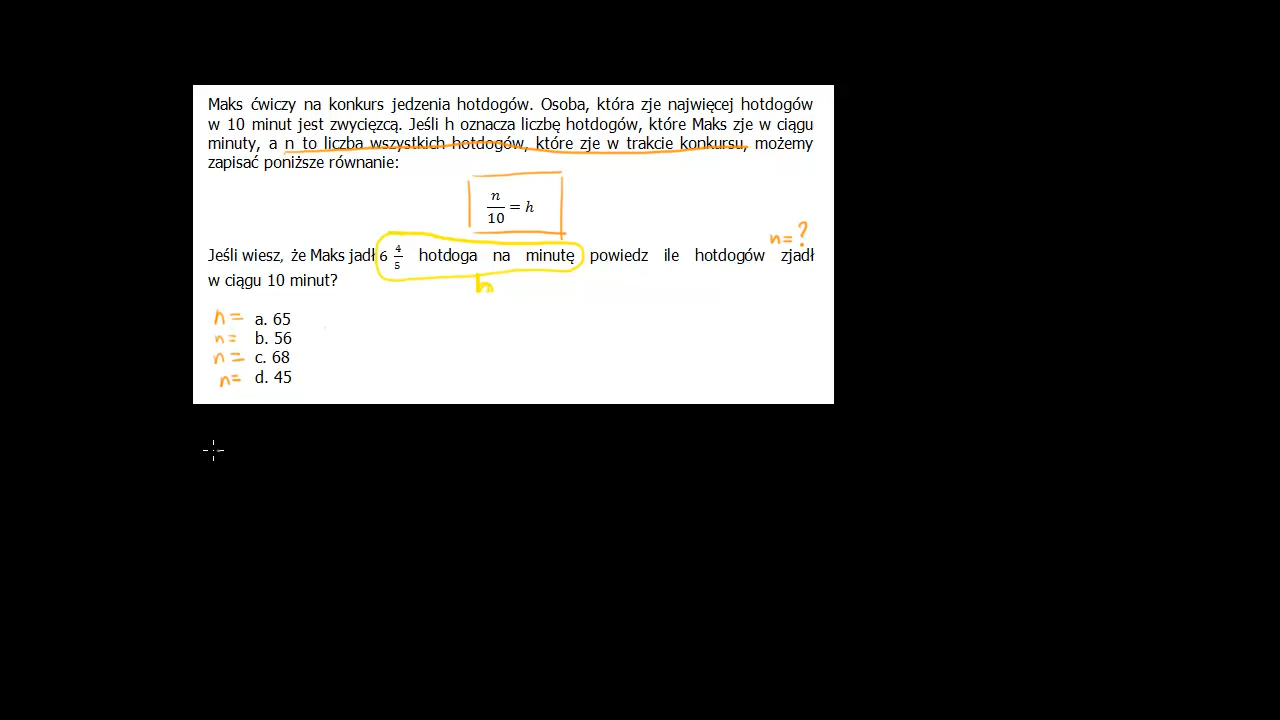 Maks ćwiczy na konkurs jedzenia hotdogów. Osoba, która zje najwięcej hotdogów
w 10 minut jest zwycięzcą. Jeśli h oznacza liczbę hotdogów, które Maks zje w ciągu
minuty, a n to liczba wszystkich hotdogów, które zje w trakcie konkursu, możemy
zapisać poniższe równanie:
n/10 = h
n = ?
Jeśli wiesz, że Maks jadł 6 4/5 hotdoga na minutę powiedz ile hotdogów zjadł
w ciągu 10 minut?
h
n = a. 65
n = b. 56
n = c. 68
n = d. 45